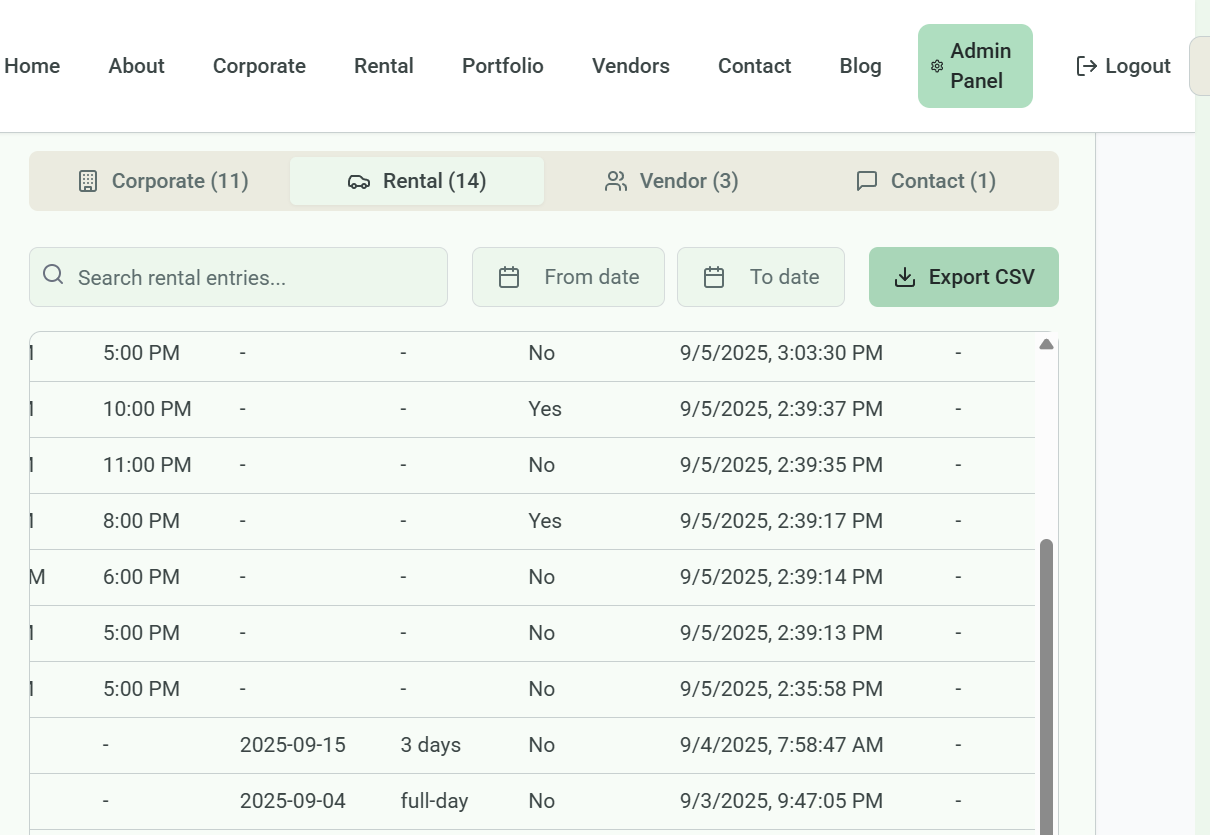 Home About Corporate Rental Portfolio Vendors Contact Blog Admin Panel Logout
Corporate (11) Rental (14) Vendor (3) Contact (1)
Search rental entries... From date To date Export CSV
5:00 PM - - No 9/5/2025, 3:03:30 PM -
10:00 PM - - Yes 9/5/2025, 2:39:37 PM -
11:00 PM - - No 9/5/2025, 2:39:35 PM -
8:00 PM - - Yes 9/5/2025, 2:39:17 PM -
M 6:00 PM - - No 9/5/2025, 2:39:14 PM -
5:00 PM - - No 9/5/2025, 2:39:13 PM -
5:00 PM - - No 9/5/2025, 2:35:58 PM -
- 2025-09-15 3 days No 9/4/2025, 7:58:47 AM -
- 2025-09-04 full-day No 9/3/2025, 9:47:05 PM -